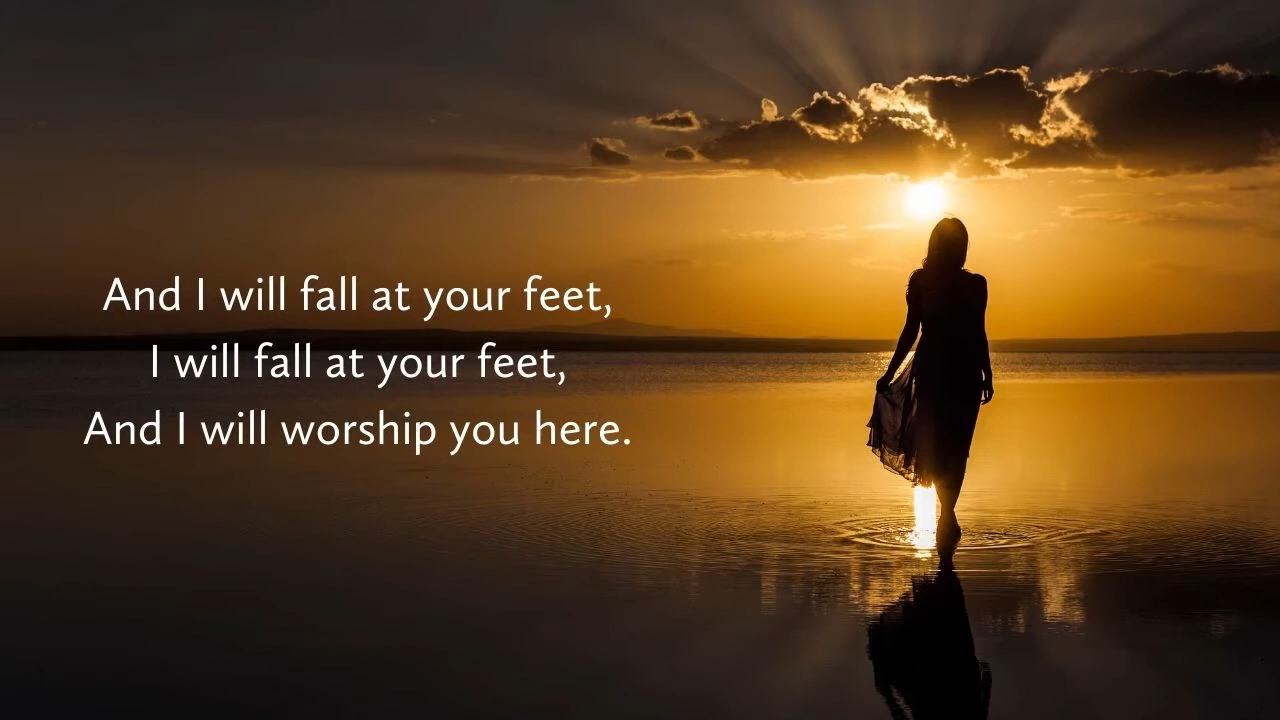 And I will fall at your feet,
I will fall at your feet,
And I will worship you here.